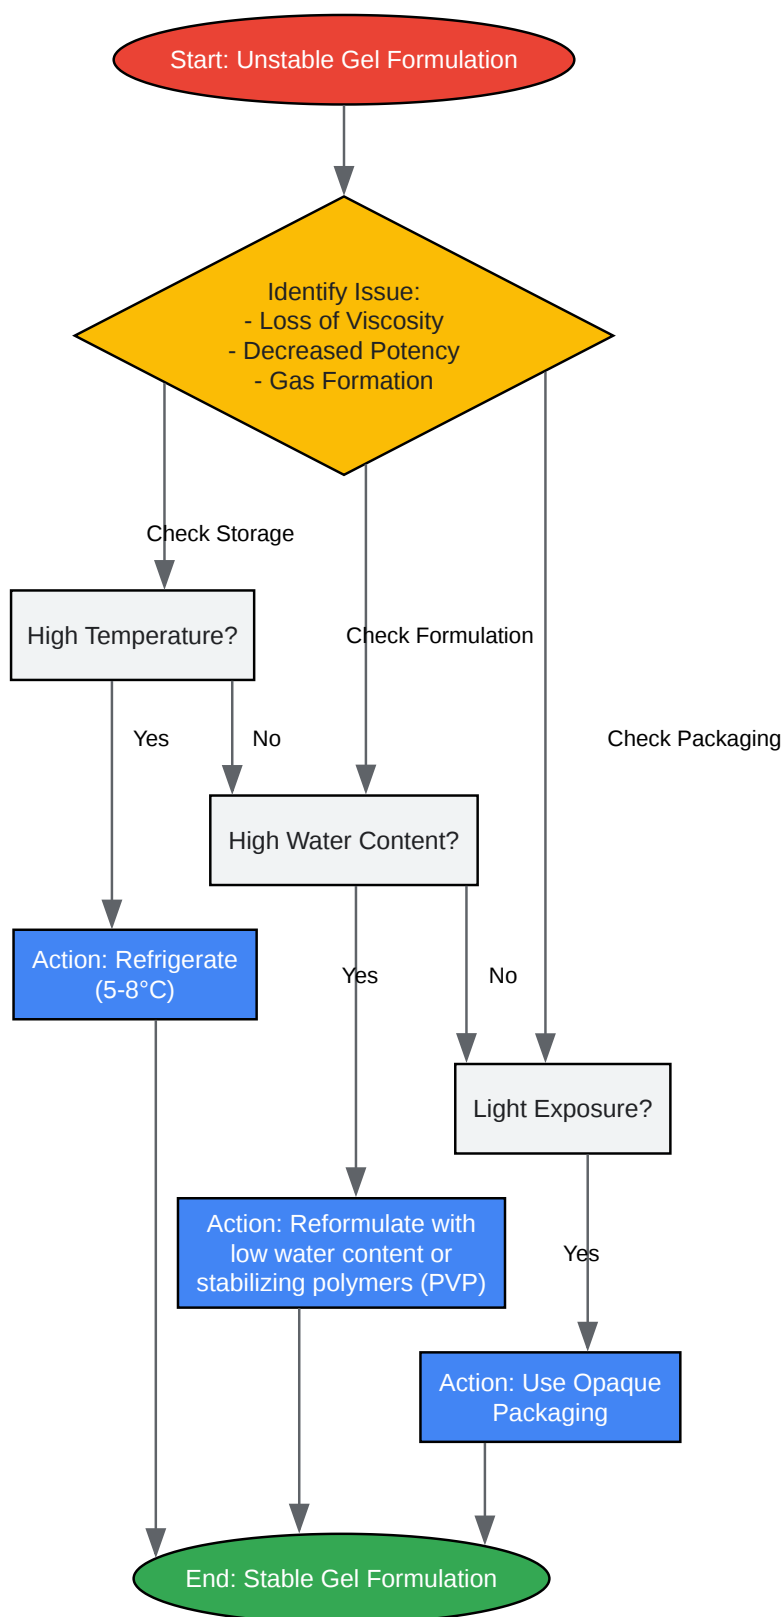 Start: Unstable Gel Formulation
Identify Issue:
- Loss of Viscosity
- Decreased Potency
- Gas Formation
Check Storage
High Temperature?
Check Formulation
Yes
No
Check Packaging
High Water Content?
Action: Refrigerate
(5-8°C)
Yes
No
Light Exposure?
Action: Reformulate with
low water content or
stabilizing polymers (PVP)
Yes
Action: Use Opaque
Packaging
End: Stable Gel Formulation